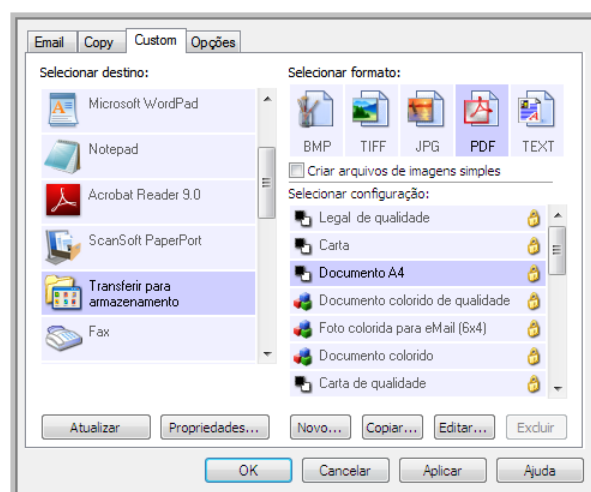 Email Copy Custom Opções
Selecionar destino:
Microsoft WordPad
Notepad
Acrobat Reader 9.0
ScanSoft PaperPort
Transferir para
armazenamento
Fax
Atualizar Propriedades...
Selecionar formato:
BMP TIFF JPG PDF TEXT
Criar arquivos de imagens simples
Selecionar configuração:
Legal de qualidade
Carta
Documento A4
Documento colorido de qualidade
Foto colorida para eMail (6x4)
Documento colorido
Carta de qualidade
Novo... Copiar... Editar... Excluir
OK Cancelar Aplicar Ajuda